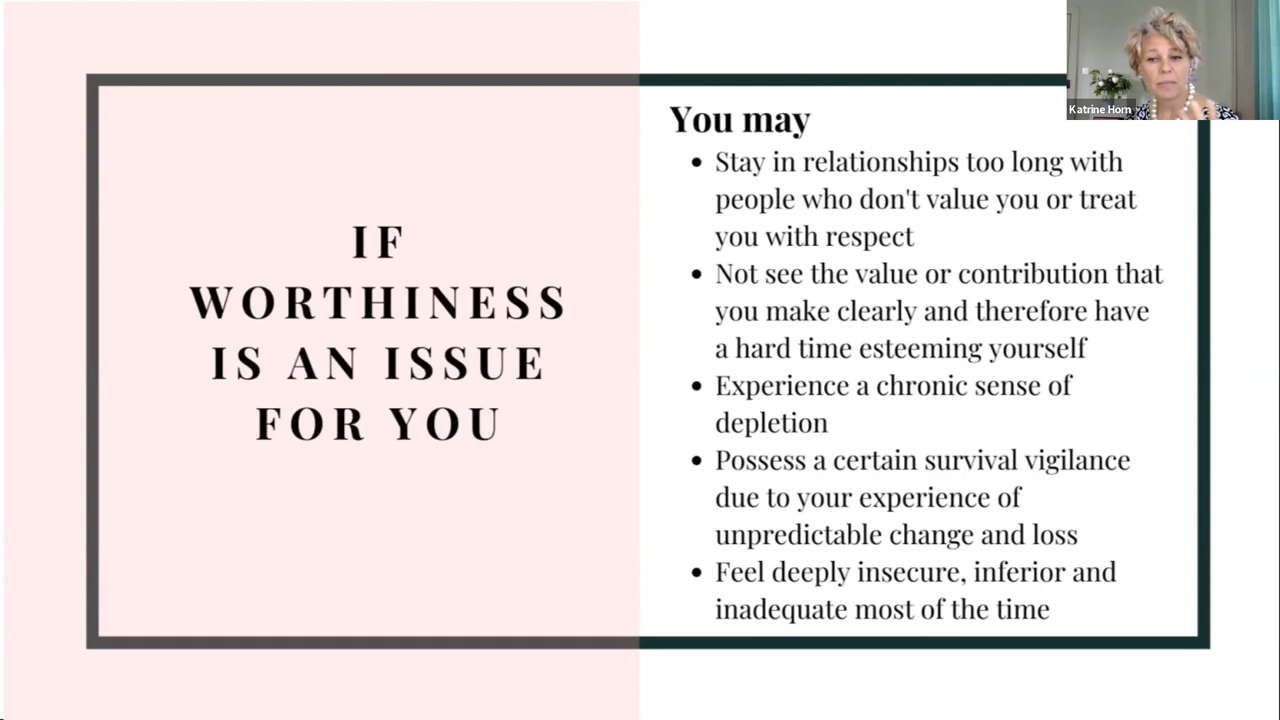 IF
WORTHINESS
IS AN ISSUE
FOR YOU
You may
• Stay in relationships too long with
people who don't value you or treat
you with respect
• Not see the value or contribution that
you make clearly and therefore have
a hard time esteeming yourself
• Experience a chronic sense of
depletion
• Possess a certain survival vigilance
due to your experience of
unpredictable change and loss
• Feel deeply insecure, inferior and
inadequate most of the time
Katrine Horn